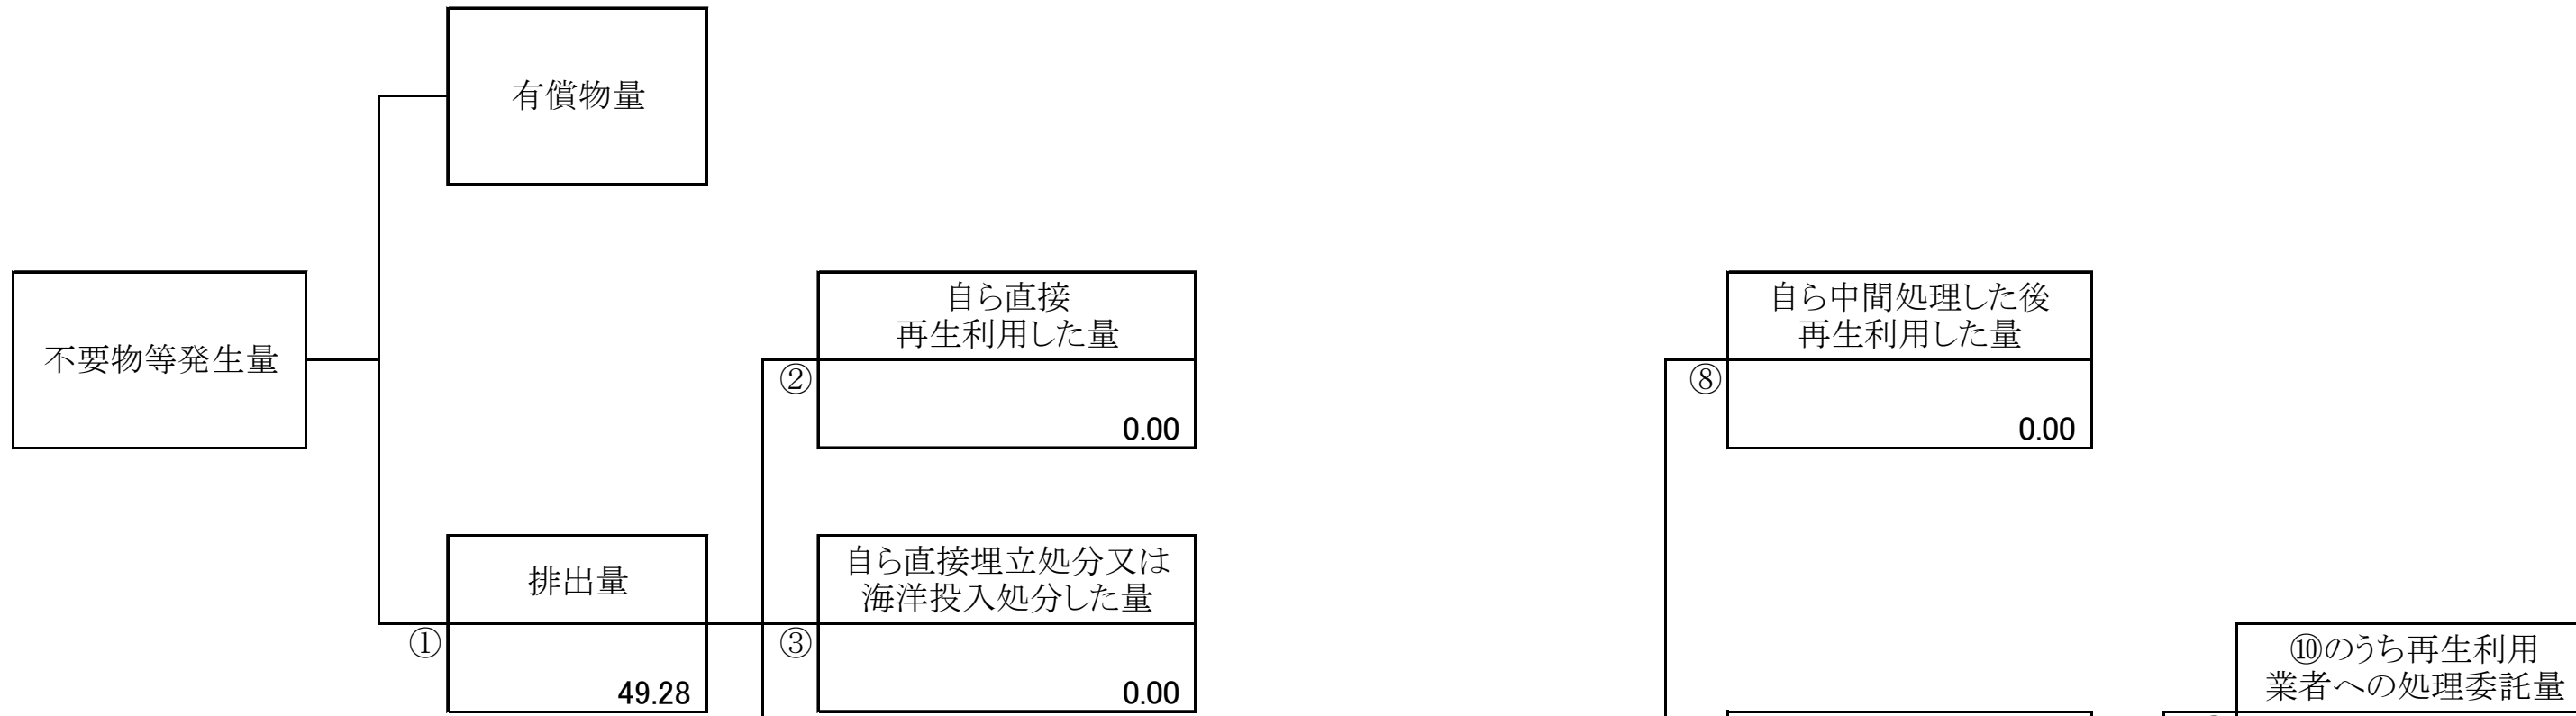 有償物量
不要物等発生量
自ら直接
再生利用した量
②
0.00
自ら中間処理した後
再生利用した量
⑧
0.00
排出量
①
49.28
自ら直接埋立処分又は
海洋投入処分した量
③
0.00
⑩のうち再生利用
業者への処理委託量